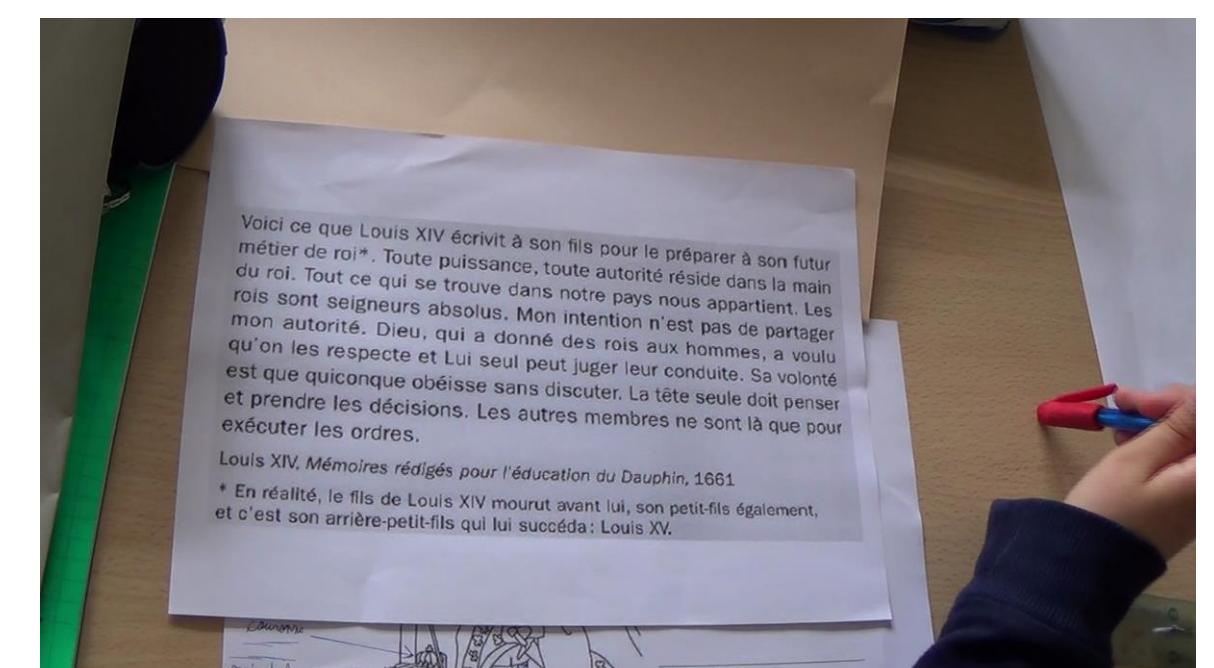 Voici ce que Louis XIV écrivit à son fils pour le préparer à son futur
métier de roi*. Toute puissance, toute autorité réside dans la main
du roi. Tout ce qui se trouve dans notre pays nous appartient. Les
rois sont seigneurs absolus. Mon intention n'est pas de partager
mon autorité. Dieu, qui a donné des rois aux hommes, a voulu
qu'on les respecte et Lui seul peut juger leur conduite. Sa volonté
est que quiconque obéisse sans discuter. La tête seule doit penser
et prendre les décisions. Les autres membres ne sont là que pour
exécuter les ordres.
Louis XIV, Mémoires rédigés pour l'éducation du Dauphin, 1661
* En réalité, le fils de Louis XIV mourut avant lui, son petit-fils également,
et c'est son arrière-petit-fils qui lui succéda : Louis XV.
couronne